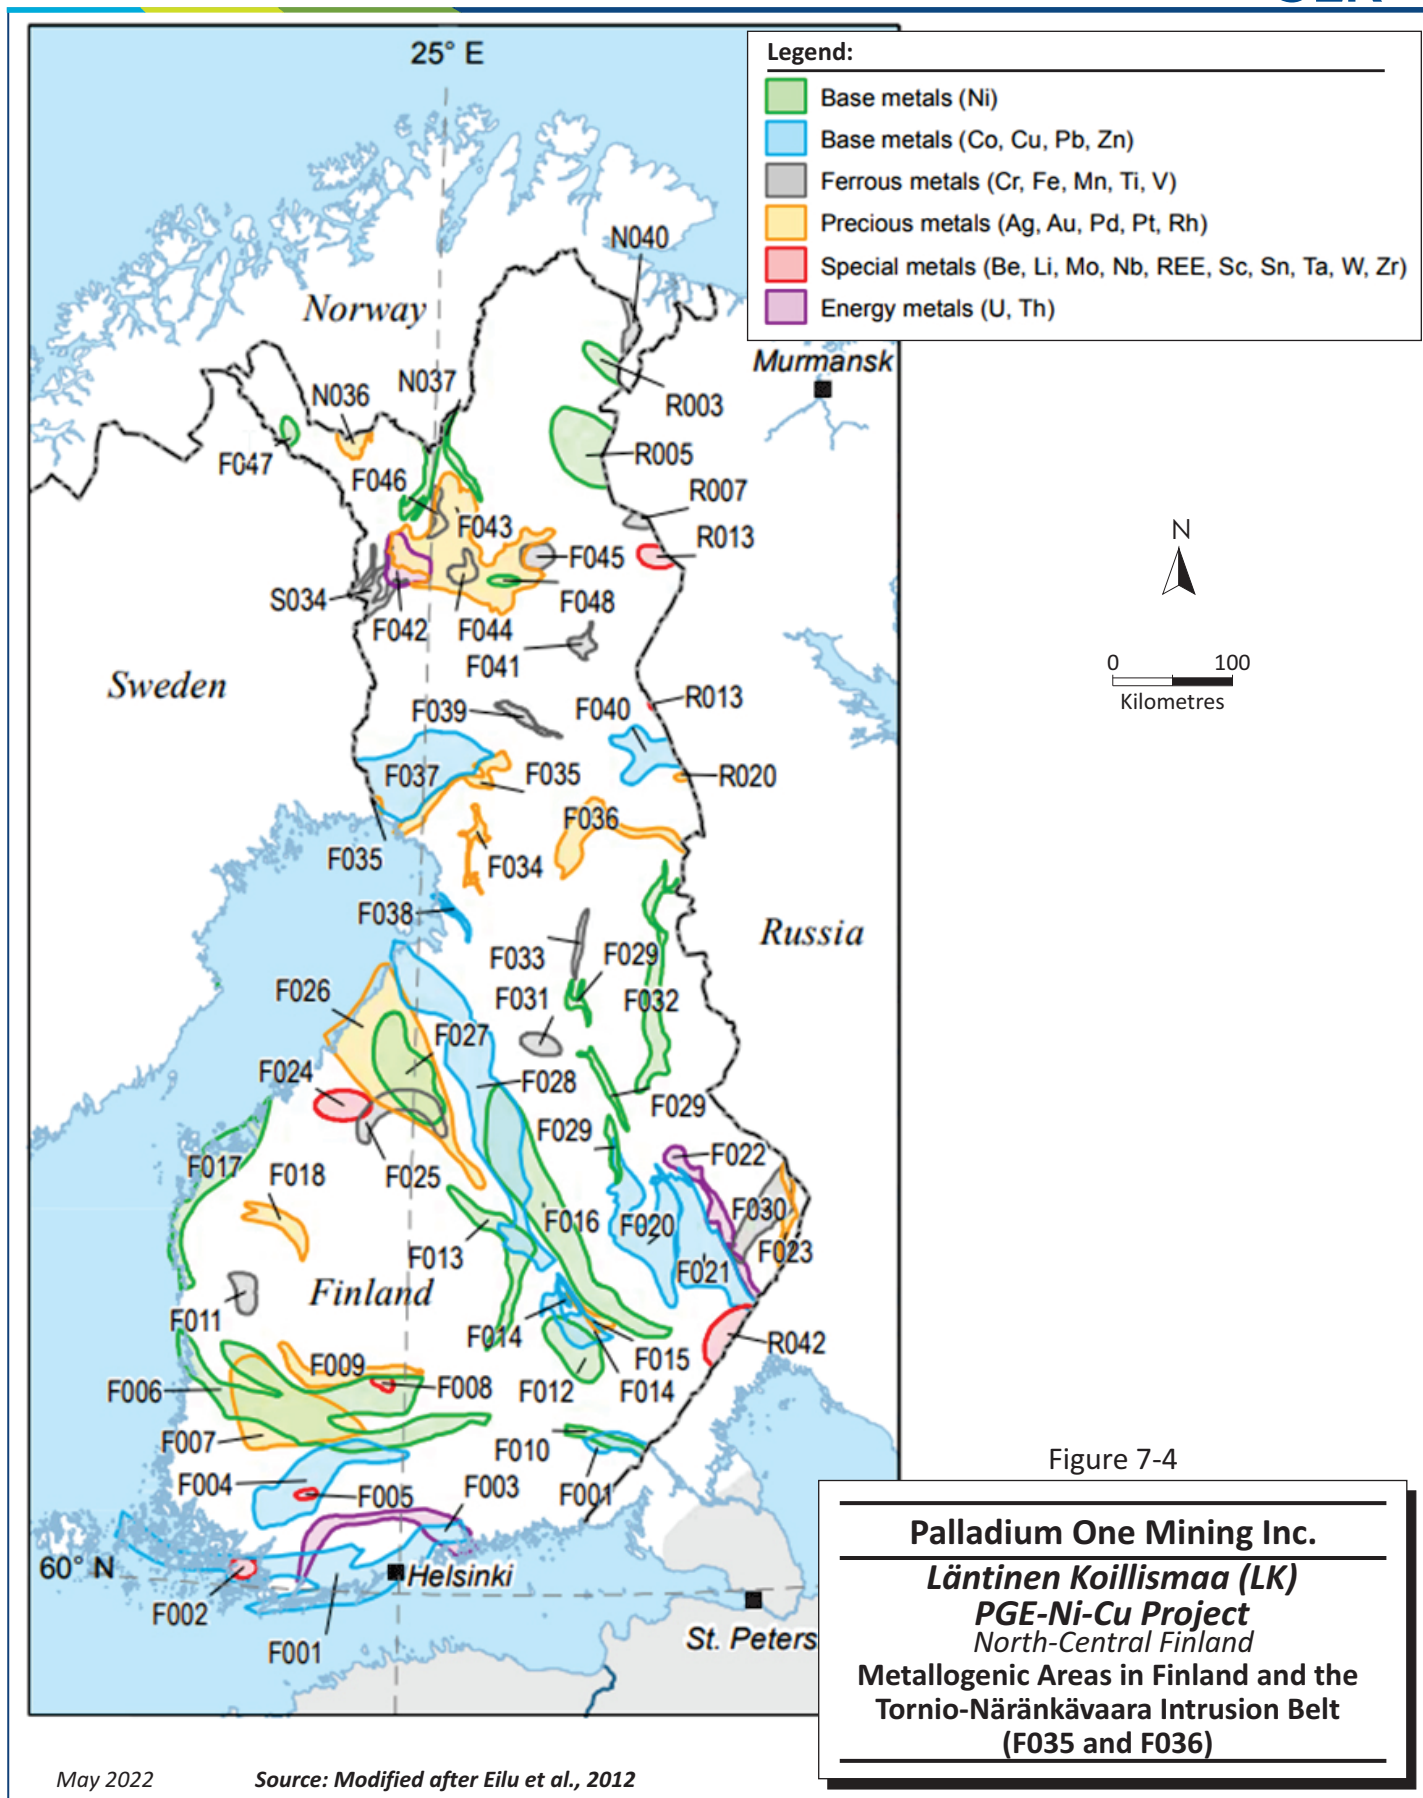 25° E
Legend:
Base metals (Ni)
Base metals (Co, Cu, Pb, Zn)
Ferrous metals (Cr, Fe, Mn, Ti, V)
Precious metals (Ag, Au, Pd, Pt, Rh)
Special metals (Be, Li, Mo, Nb, REE, Sc, Sn, Ta, W, Zr)
Energy metals (U, Th)
N040
Norway
Murmansk
N037
N036
R003
F047
R005
F046
R007
F043
R013
F045
S034
F048
F042
F044
F041
N
0 100
Kilometres
Sweden
R013
F039
F040
F037
F035
R020
F036
F035
F034
F038
Russia
F033
F029
F026
F031
F032
F027
F024
F028
F029
F029
F022
F017
F018
F025
F030
F016
F020
F013
F023
F021
Finland
F011
F014
R042
F015
F009
F006
F008
F012
F014
F007
F010
F004
F005
F003
F001
60° N
Helsinki
F002
F001
St. Peters
Figure 7-4
Palladium One Mining Inc.
Läntinen Koillismaa (LK)
PGE-Ni-Cu Project
North-Central Finland
Metallogenic Areas in Finland and the
Tornio-Näränkävaara Intrusion Belt
(F035 and F036)
May 2022
Source: Modified after Eilu et al., 2012